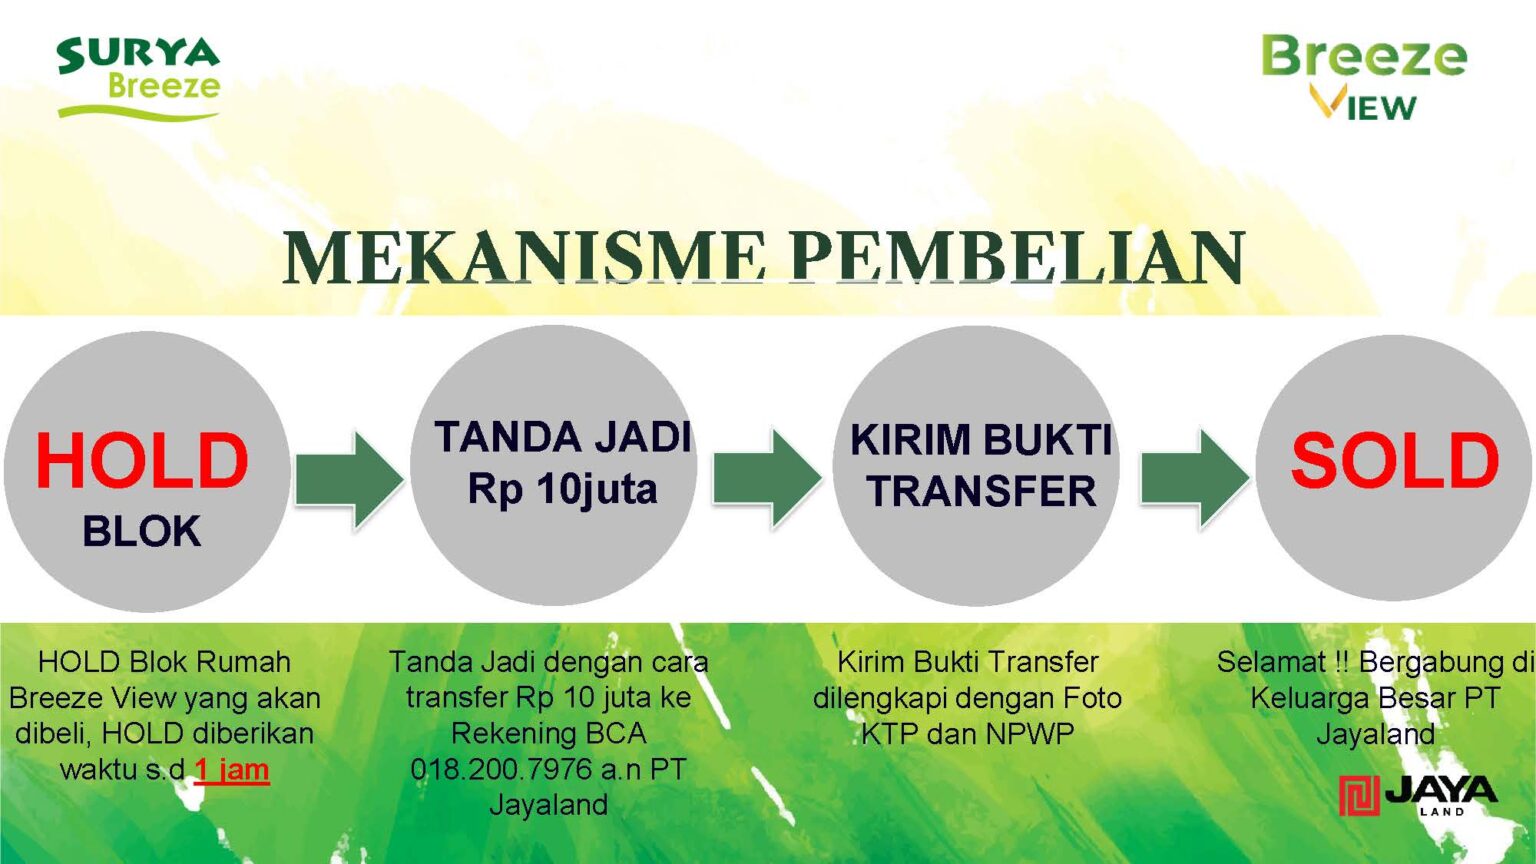 SURYA
Breeze
Breeze
VIEW
MEKANISME PEMBELIAN
HOLD
BLOK
TANDA JADI
Rp 10juta
KIRIM BUKTI
TRANSFER
SOLD
HOLD Blok Rumah
Breeze View yang akan
dibeli, HOLD diberikan
waktu s.d 1 jam
Tanda Jadi dengan cara
transfer Rp 10 juta ke
Rekening BCA
018.200.7976 a.n PT
Jayaland
Kirim Bukti Transfer
dilengkapi dengan Foto
KTP dan NPWP
Selamat !! Bergabung di
Keluarga Besar PT
Jayaland
JAYA
LAND